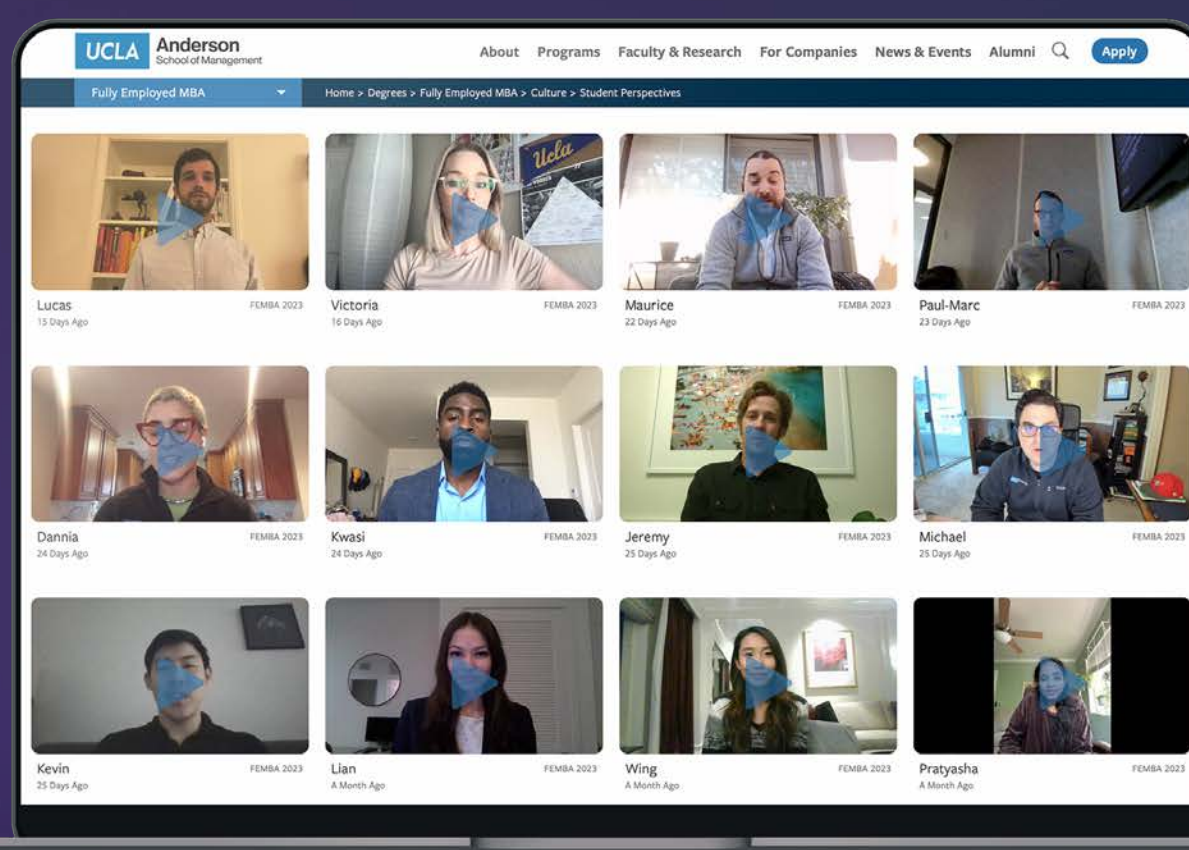 UCLA Anderson
School of Management
About Programs Faculty & Research For Companies News & Events Alumni Apply
Fully Employed MBA
Home > Degrees > Fully Employed MBA > Culture > Student Perspectives
Ucla
Lucas FEMBA 2023
15 Days Ago
Victoria FEMBA 2023
16 Days Ago
Maurice FEMBA 2023
22 Days Ago
Paul-Marc FEMBA 2023
23 Days Ago
Dannia FEMBA 2023
24 Days Ago
Kwasi FEMBA 2023
24 Days Ago
Jeremy FEMBA 2023
25 Days Ago
Michael FEMBA 2023
25 Days Ago
Kevin FEMBA 2023
25 Days Ago
Lian FEMBA 2023
A Month Ago
Wing FEMBA 2023
A Month Ago
Pratyasha FEMBA 2023
A Month Ago